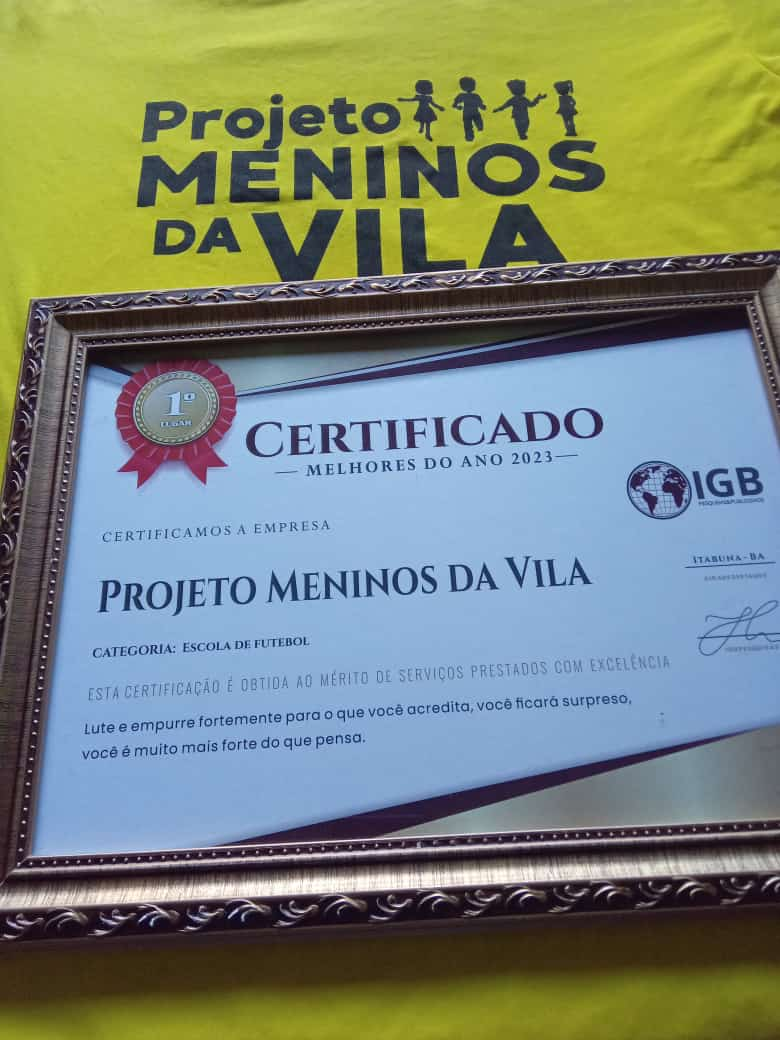 Projeto
MENINOS
DA VILA
1º
LUGAR
CERTIFICADO
MELHORES DO ANO 2023
IGB
CERTIFICAMOS A EMPRESA
ITABUNA - BA
PROJETO MENINOS DA VILA
CATEGORIA: ESCOLA DE FUTEBOL
ESTA CERTIFICAÇÃO É OBTIDA AO MÉRITO DE SERVIÇOS PRESTADOS COM EXCELÊNCIA
Lute e empurre fortemente para o que você acredita, você ficará surpreso,
você é muito mais forte do que pensa.